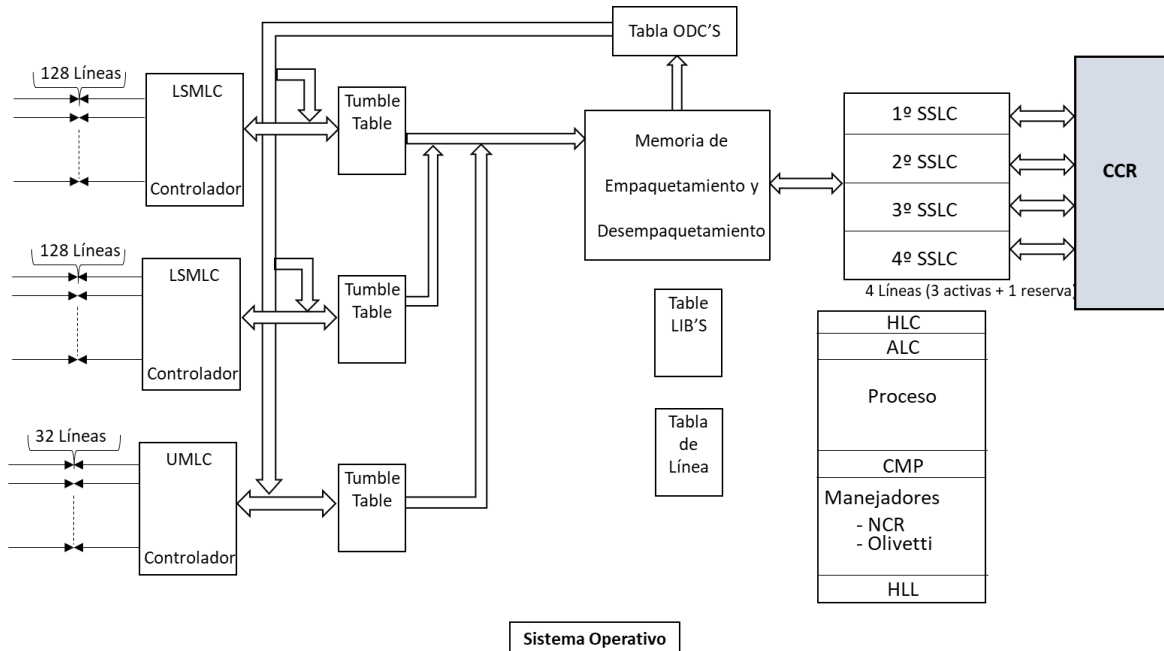 Tabla ODC'S
128 Líneas
LSMLC
Controlador
Tumble
Table
Memoria de
Empaquetamiento y
Desempaquetamiento
1º SSLC
2º SSLC
3º SSLC
4º SSLC
CCR
4 Líneas (3 activas + 1 reserva)
128 Líneas
LSMLC
Controlador
Tumble
Table
Table
LIB'S
HLC
ALC
Proceso
CMP
Manejadores
- NCR
- Olivetti
HLL
Tabla
de
Línea
32 Líneas
UMLC
Controlador
Tumble
Table
Sistema Operativo